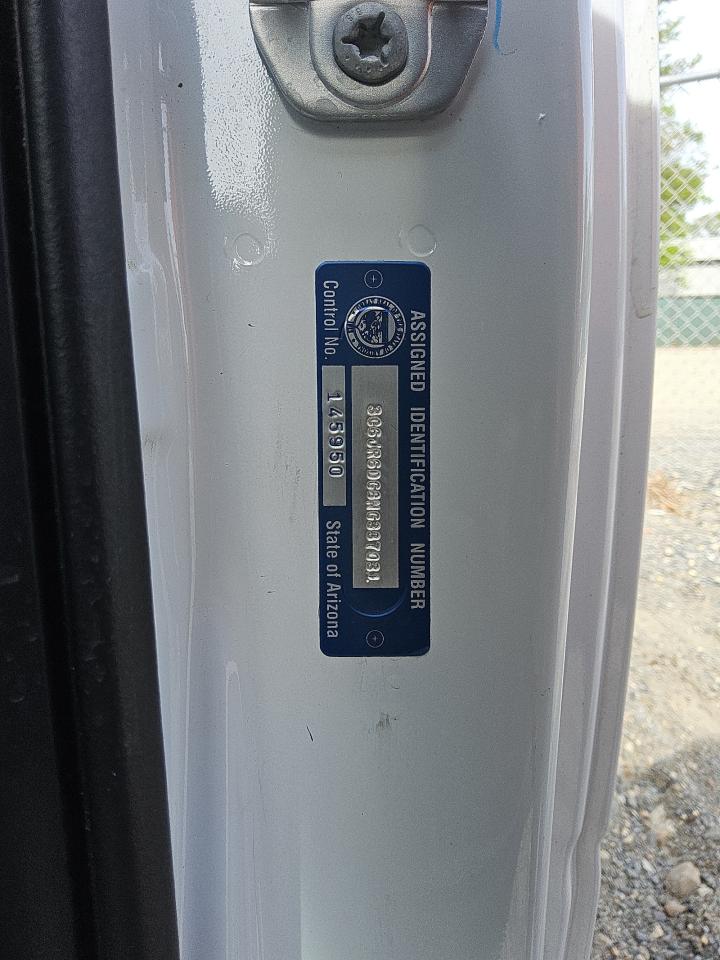 ASSIGNED IDENTIFICATION NUMBER
Control No. 145950 State of Arizona